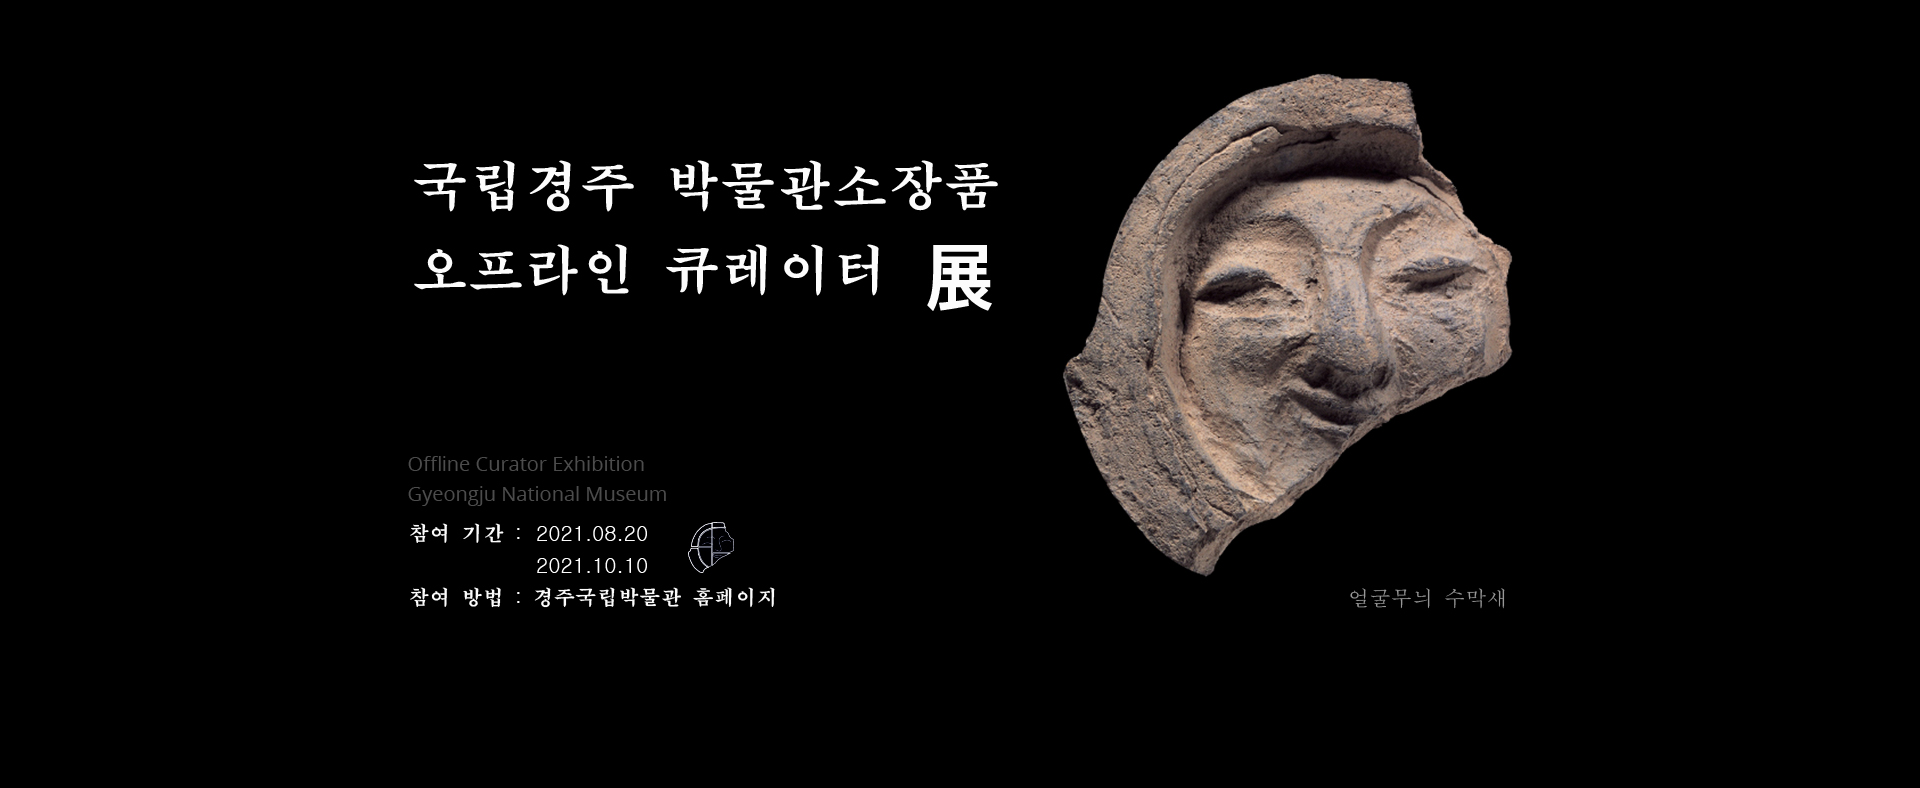 국립경주 박물관소장품
오프라인 큐레이터 展
Offline Curator Exhibition
Gyeongju National Museum
참여 기간 : 2021.08.20
2021.10.10
참여 방법 : 경주국립박물관 홈페이지
얼굴무늬 수막새